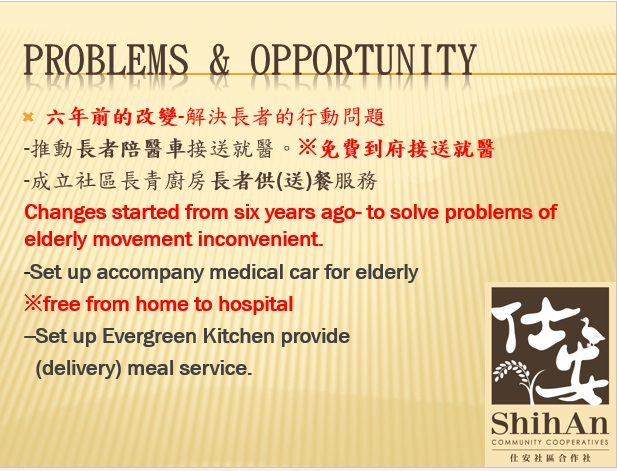 PROBLEMS & OPPORTUNITY
六年前的改變-解決長者的行動問題
-推動長者陪醫車接送就醫。※免費到府接送就醫
-成立社區長青廚房長者供(送)餐服務
Changes started from six years ago- to solve problems of
elderly movement inconvenient.
-Set up accompany medical car for elderly
※free from home to hospital
–Set up Evergreen Kitchen provide
(delivery) meal service.
仕安
ShihAn
COMMUNITY COOPERATIVES
仕安社區合作社